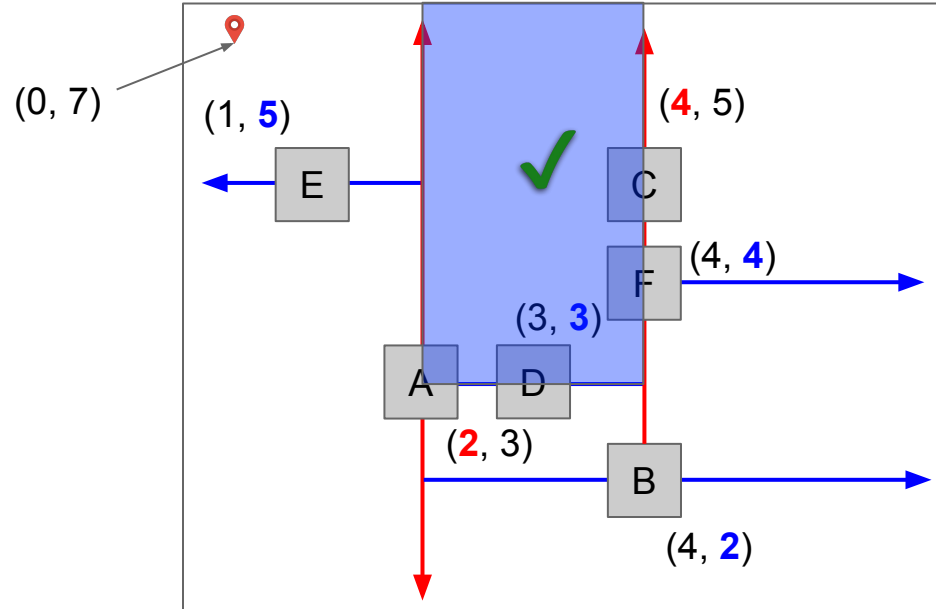 (0, 7)
(1, 5)
(4, 5)
E
C
(4, 4)
F
(3, 3)
A
D
(2, 3)
B
(4, 2)